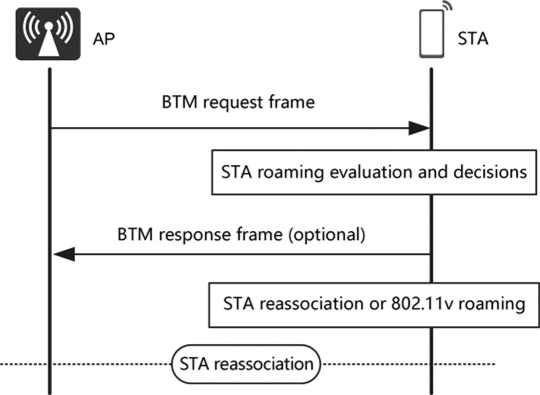 AP
STA
BTM request frame
STA roaming evaluation and decisions
BTM response frame (optional)
STA reassociation or 802.11v roaming
STA reassociation